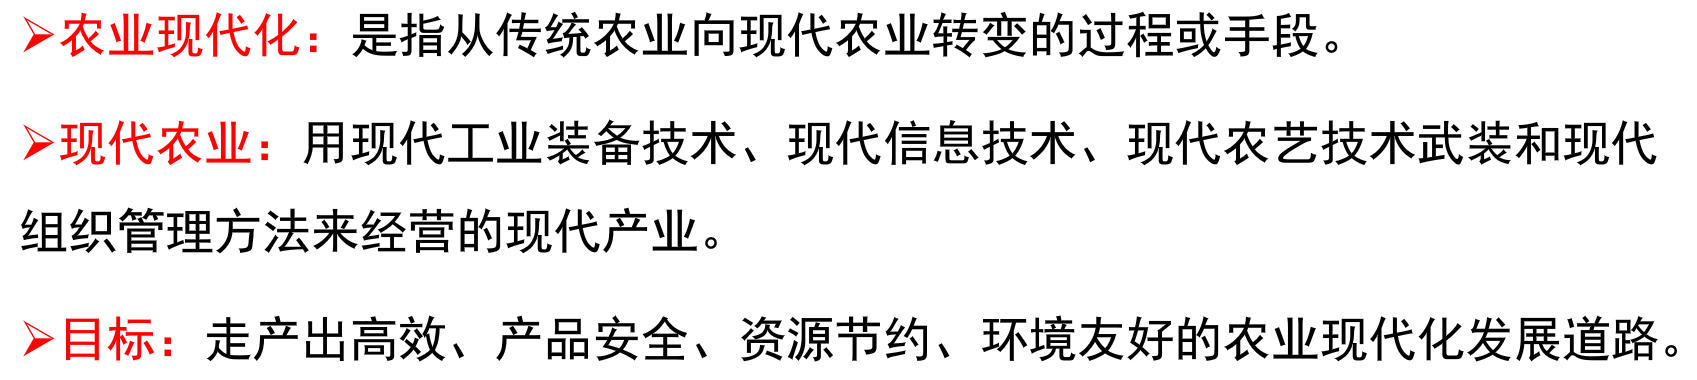 ➢农业现代化：是指从传统农业向现代农业转变的过程或手段。
➢现代农业：用现代工业装备技术、现代信息技术、现代农艺技术武装和现代
组织管理方法来经营的现代产业。
➢目标：走产出高效、产品安全、资源节约、环境友好的农业现代化发展道路。